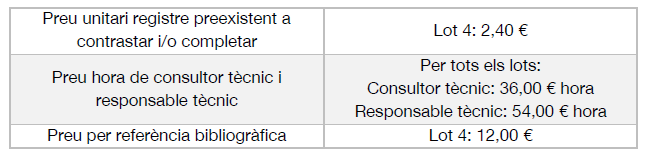 Preu unitari registre preexistent a
contrastar i/o completar
Lot 4: 2,40 €
Preu hora de consultor tècnic i
responsable tècnic
Per tots els lots:
Consultor tècnic: 36,00 € hora
Responsable tècnic: 54,00 € hora
Preu per referència bibliogràfica
Lot 4: 12,00 €